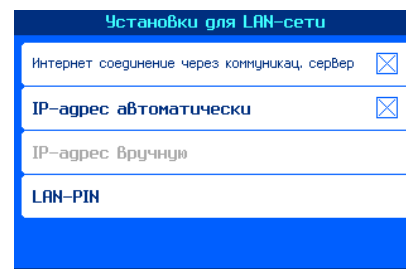 Установки для LAN-сети
Интернет соединение через коммуникац. сервер
IP-адрес автоматически
IP-адрес вручную
LAN-PIN